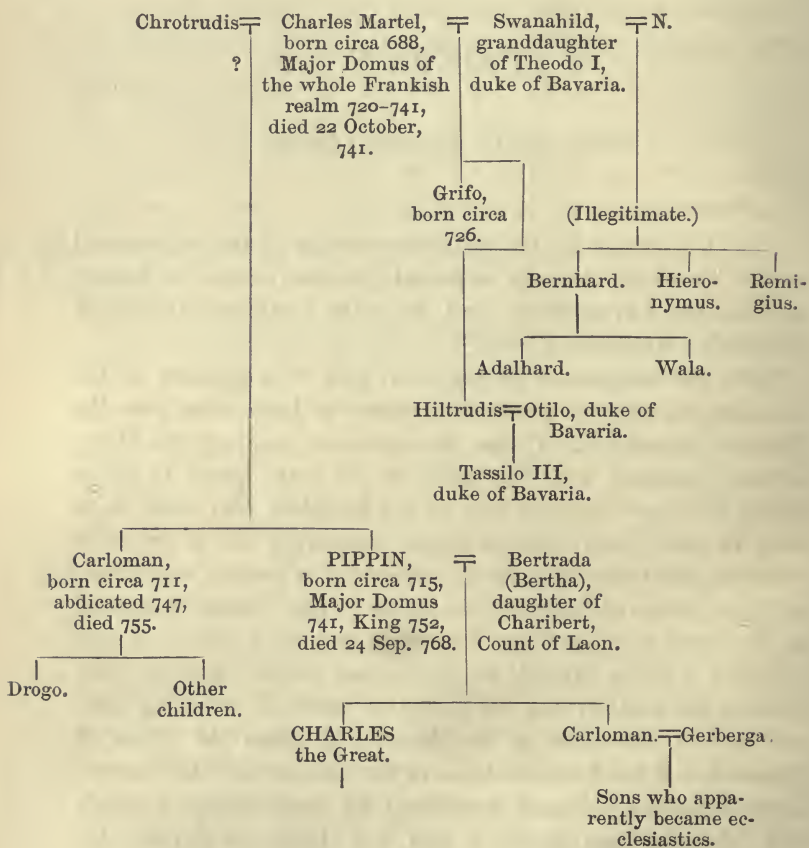 Chrotrudis
?
Charles Martel,
born circa 688,
Major Domus of
the whole Frankish
realm 720-741,
died 22 October,
741.
Swanahild,
granddaughter
of Theodo I,
duke of Bavaria.
N.
Grifo,
born circa
726.
(Illegitimate.)
Bernhard.
Hiero-
nymus.
Remi-
gius.
Adalhard.
Wala.
Hiltrudis
Otilo, duke of
Bavaria.
Tassilo III,
duke of Bavaria.
Carloman,
born circa 711,
abdicated 747,
died 755.
PIPPIN,
born circa 715,
Major Domus
741, King 752,
died 24 Sep. 768.
Bertrada
(Bertha),
daughter of
Charibert,
Count of Laon.
Drogo.
Other
children.
CHARLES
the Great.
Carloman.
Gerberga.
Sons who appa-
rently became ec-
clesiastics.